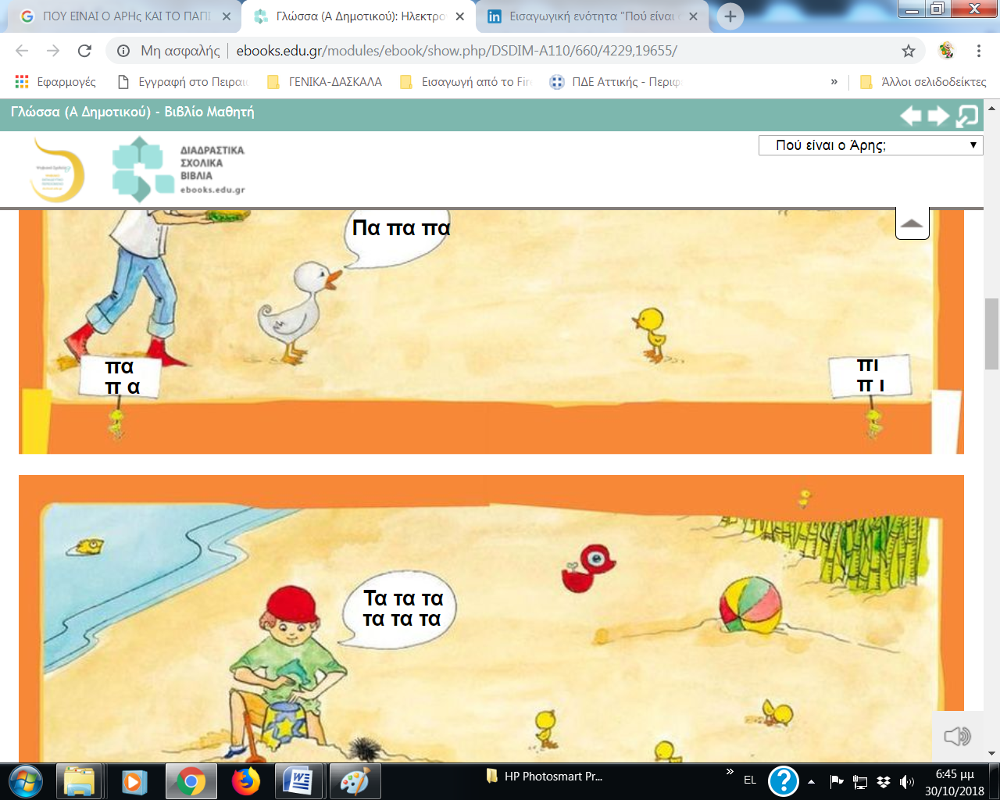 ΠΟΥ ΕΙΝΑΙ Ο ΑΡΗς ΚΑΙ ΤΟ ΠΑΠΙ
Γλώσσα (Α Δημοτικού): Ηλεκτρο
Εισαγωγική ενότητα "Πού είναι
Μη ασφαλής
ebooks.edu.gr/modules/ebook/show.php/DSDIM-A110/660/4229,19655/
Εφαρμογές
Εγγραφή στο Πειραι
ΓΕΝΙΚΑ-ΔΑΣΚΑΛΑ
Εισαγωγή από το Fir
ΠΔΕ Αττικής - Περιφ
»
Άλλοι σελιδοδείκτες
Γλώσσα (Α Δημοτικού) - Βιβλίο Μαθητή
ΔΙΑΔΡΑΣΤΙΚΑ
ΣΧΟΛΙΚΑ
ΒΙΒΛΙΑ
ebooks.edu.gr
Πού είναι ο Άρης;
Πα πα πα
πα
π α
πι
π ι
Τα τα τα
τα τα τα
HP Photosmart Pr...
»
EL
6:45 μμ
30/10/2018